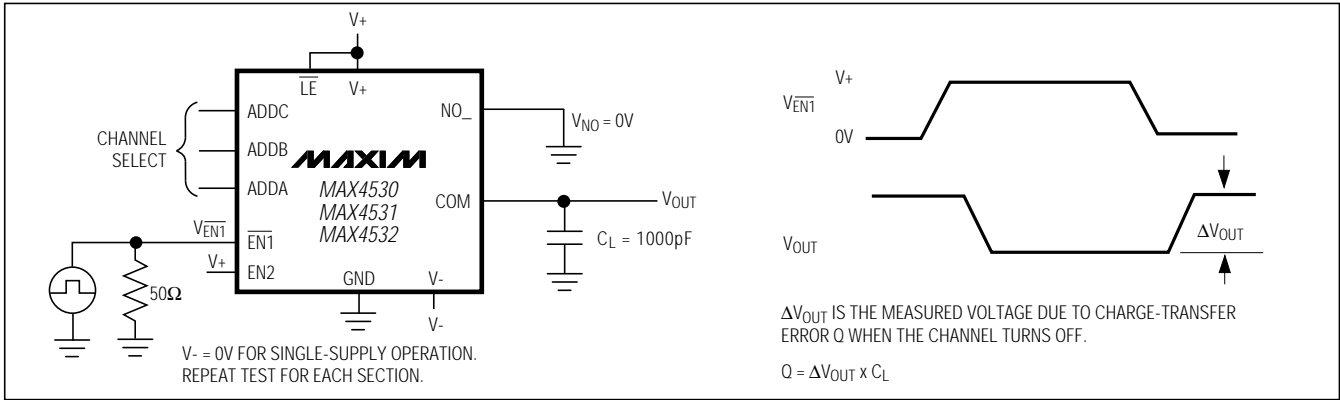 V+
LE
V+
ADDC
NO_
VNO = 0V
CHANNEL
SELECT
ADDB
MAXIM
ADDA
MAX4530
MAX4531
MAX4532
COM
VOUT
CL = 1000pF
VEN1
EN1
V+
EN2
50Ω
GND
V-
V-
V- = 0V FOR SINGLE-SUPPLY OPERATION.
REPEAT TEST FOR EACH SECTION.
V+
VEN1
0V
VOUT
ΔVOUT
ΔVOUT IS THE MEASURED VOLTAGE DUE TO CHARGE-TRANSFER
ERROR Q WHEN THE CHANNEL TURNS OFF.
Q = ΔVOUT x CL